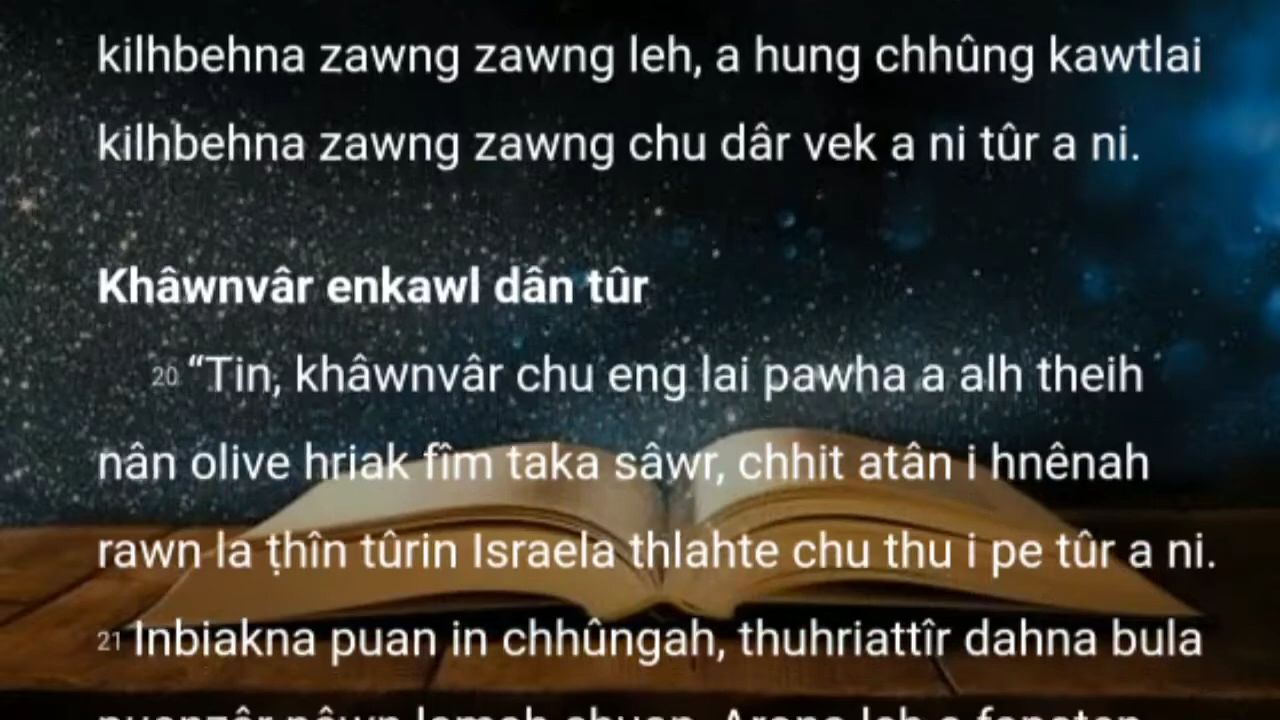 kilhbehna zawng zawng leh, a hung chhûng kawtlai
kilhbehna zawng zawng chu dâr vek a ni tûr a ni.
Khâwnvâr enkawl dân tûr
20 “Tin, khâwnvâr chu eng lai pawha a alh theih
nân olive hriak fîm taka sâwr, chhit atân i hnênah
rawn la ṭhîn tûrin Israela thlahte chu thu i pe tûr a ni.
21 Inbiakna puan in chhûngah, thuhriattîr dahna bula